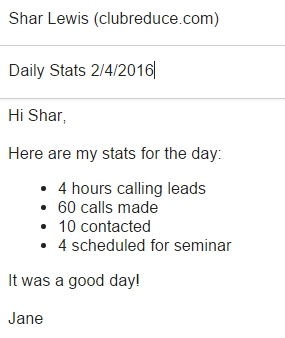 Shar Lewis (clubreduce.com)
Daily Stats 2/4/2016
Hi Shar,
Here are my stats for the day:
• 4 hours calling leads
• 60 calls made
• 10 contacted
• 4 scheduled for seminar
It was a good day!
Jane